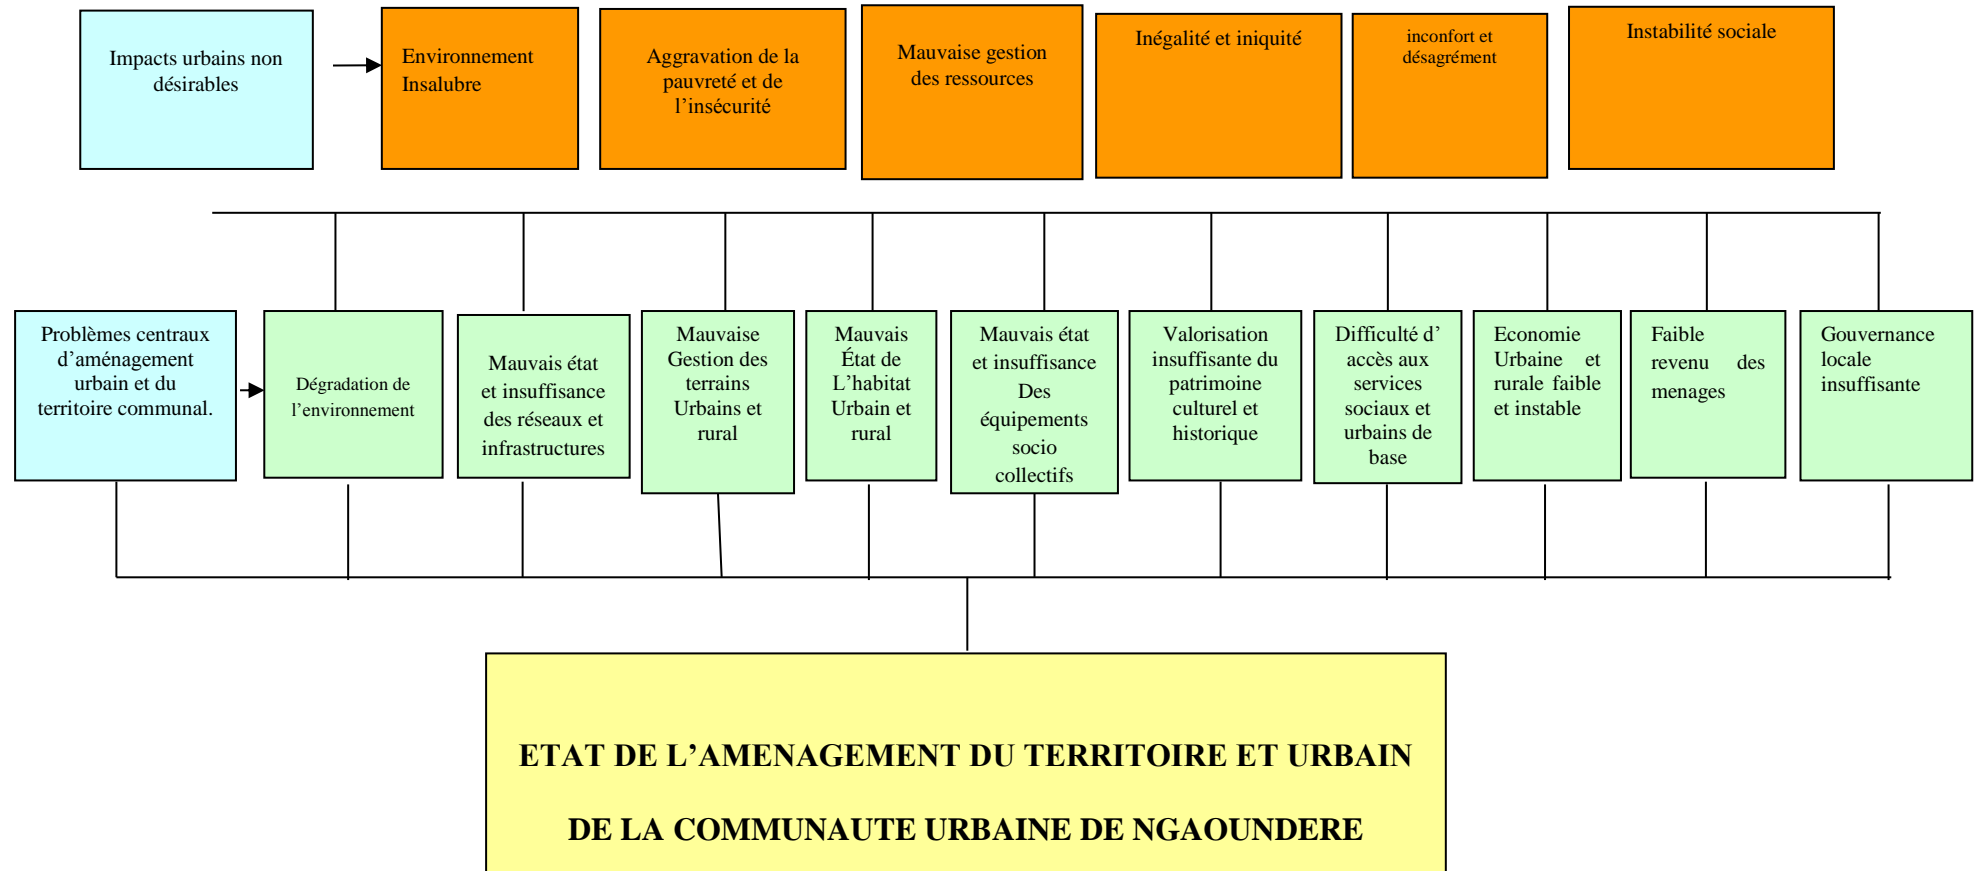 Impacts urbains non
désirables
Environnement
Insalubre
Aggravation de la
pauvreté et de
l’insécurité
Mauvaise gestion
des ressources
Inégalité et iniquité
inconfort et
désagrément
Instabilité sociale
Problèmes centraux
d’aménagement
urbain et du
territoire communal.
Dégradation de
l’environnement
Mauvais état
et insuffisance
des réseaux et
infrastructures
Mauvaise
Gestion des
terrains
Urbains et
rural
Mauvais
État de
L’habitat
Urbain et
rural
Mauvais état
et insuffisance
Des
équipements
socio
collectifs
Valorisation
insuffisante du
patrimoine
culturel et
historique
Difficulté d’
accès aux
services
sociaux et
urbains de
base
Economie
Urbaine et
rurale faible
et instable
Faible
revenu des
menages
Gouvernance
locale
insuffisante
ETAT DE L’AMENAGEMENT DU TERRITOIRE ET URBAIN
DE LA COMMUNAUTE URBAINE DE NGAOUNDERE